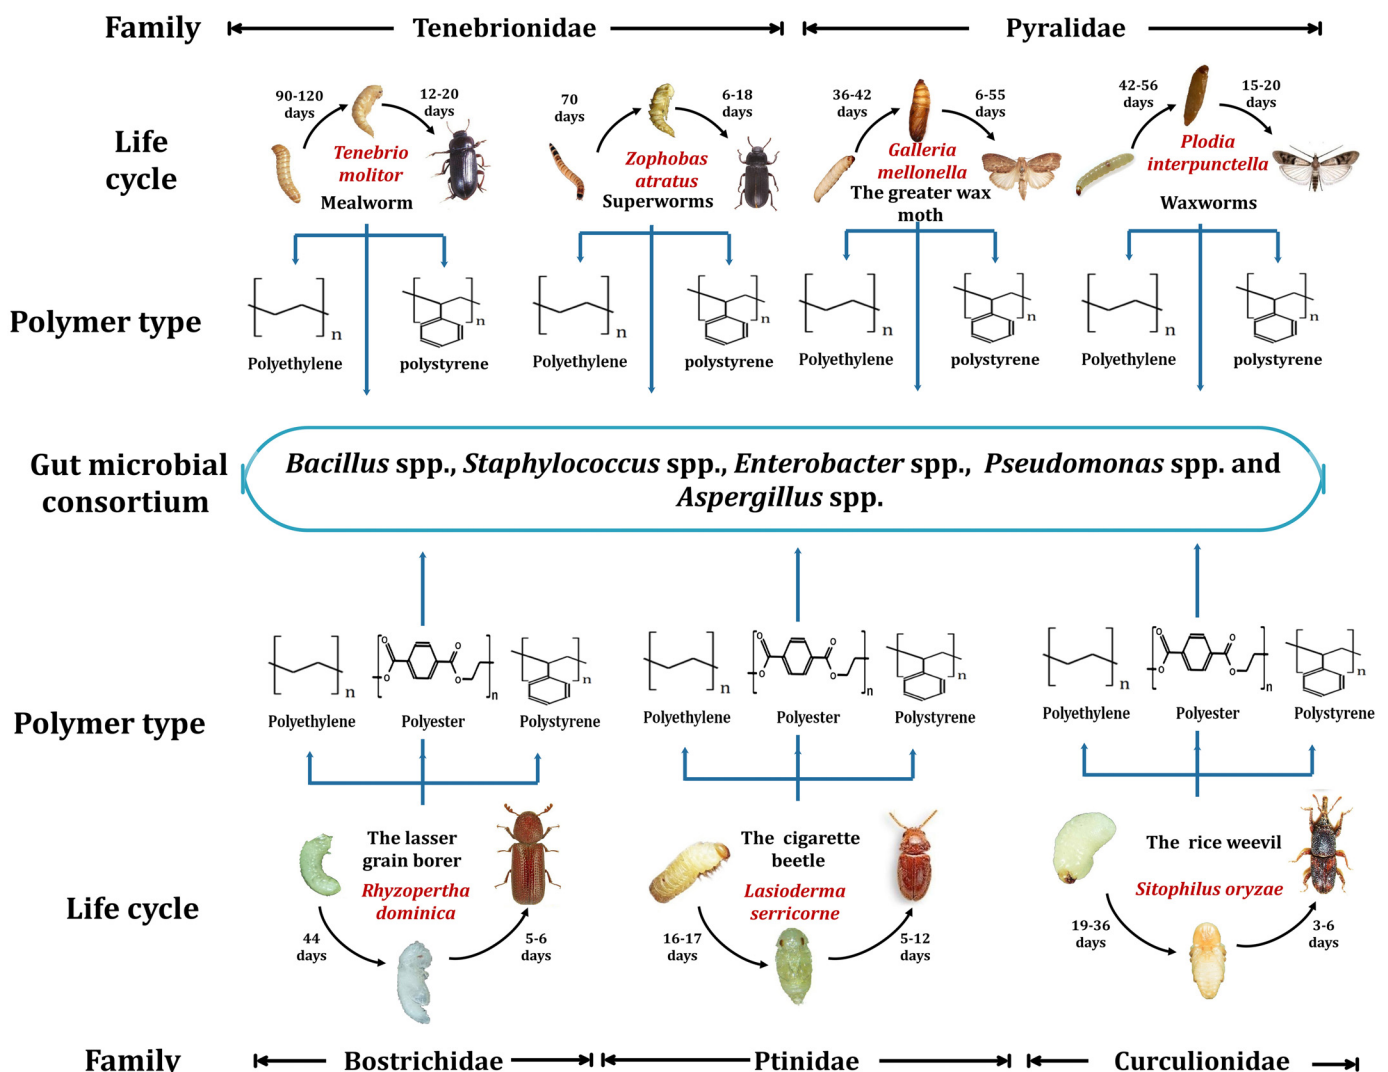 Family
Tenebrionidae
Pyralidae
Life
cycle
90-120
days
12-20
days
Tenebrio
molitor
Mealworm
70
days
6-18
days
Zophobas
atratus
Superworms
36-42
days
6-55
days
Galleria
mellonella
The greater wax
moth
42-56
days
15-20
days
Plodia
interpunctella
Waxworms
Polymer type
n
Polyethylene
n
polystyrene
n
Polyethylene
n
polystyrene
n
Polyethylene
n
polystyrene
n
Polyethylene
n
polystyrene
Gut microbial
consortium
Bacillus spp., Staphylococcus spp., Enterobacter spp., Pseudomonas spp. and
Aspergillus spp.
Polymer type
n
Polyethylene
O
O
O
O
n
Polyester
n
Polystyrene
n
Polyethylene
O
O
O
O
n
Polyester
n
Polystyrene
n
Polyethylene
O
O
O
O
n
Polyester
n
Polystyrene
Life cycle
The lasser
grain borer
Rhyzopertha
dominica
44
days
5-6
days
The cigarette
beetle
Lasioderma
serricorne
16-17
days
5-12
days
The rice weevil
Sitophilus oryzae
19-36
days
3-6
days
Family
Bostrichidae
Ptinidae
Curculionidae